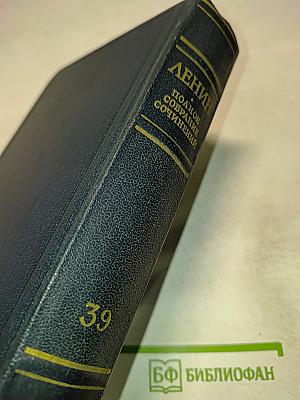 ЛЕНИН
ПОЛНОЕ
СОБРАНИЕ
СОЧИНЕНИЙ
39
БФ БИБЛИОФАН